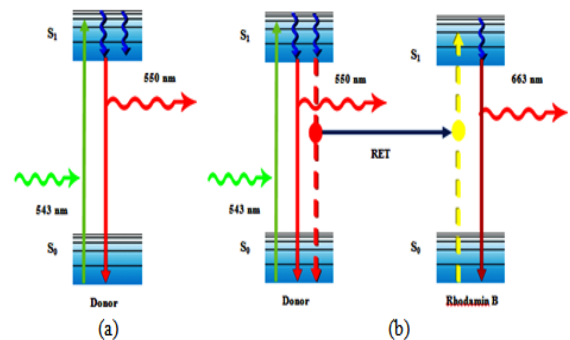 S1
550 nm
543 nm
S0
Donor
(a)
S1
550 nm
543 nm
S0
Donor
RET
S1
663 nm
S0
Rhodamin B
(b)